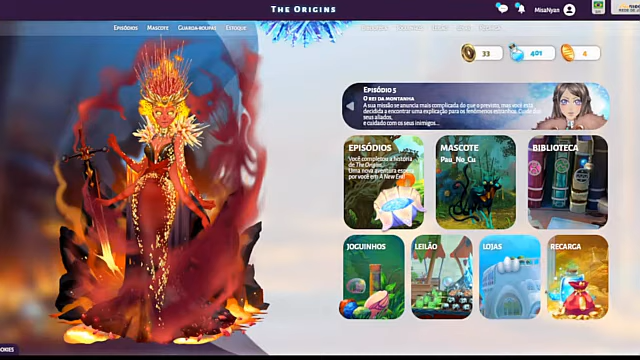 The Origins
MisaNyan
Episódios Mascote Guarda-roupas Estoque
33 401 4
Episódio 5
O rei da montanha
A sua missão se anuncia mais complicada do que o previsto, mas você está
decidida a encontrar uma explicação para os fenômenos estranhos. Cuide dos
seus aliados,
e cuidado com os seus inimigos...
Episódios
Você completou a história
de The Origins.
Uma nova aventura espera
por você em A New Era!
Mascote
Pau_No_Cu
Biblioteca
Joguinhos
Leilão
Lojas
Recarga
OKIES